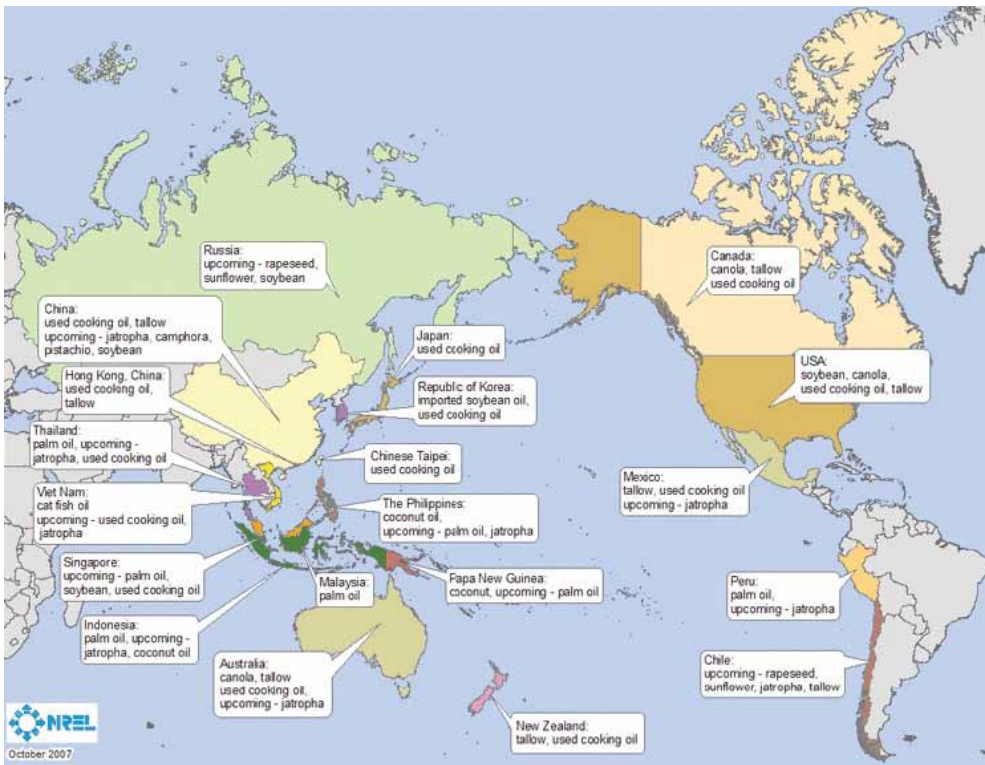 Russia:
upcoming - rapeseed,
sunflower, soybean
Canada:
canola, tallow
used cooking oil
China:
used cooking oil, tallow
upcoming - jatropha, camphora,
pistachio, soybean
Japan:
used cooking oil
USA:
soybean, canola,
used cooking oil, tallow
Hong Kong, China:
used cooking oil,
tallow
Republic of Korea:
imported soybean oil,
used cooking oil
Thailand:
palm oil, upcoming -
jatropha, used cooking oil
Chinese Taipei:
used cooking oil
Mexico:
tallow, used cooking oil
upcoming - jatropha
Viet Nam:
cat fish oil
upcoming - used cooking oil,
jatropha
The Philippines:
coconut oil,
upcoming - palm oil, jatropha
Singapore:
upcoming - palm oil,
soybean, used cooking oil
Malaysia:
palm oil
Papa New Guinea:
coconut, upcoming - palm oil
Peru:
palm oil,
upcoming - jatropha
Indonesia:
palm oil, upcoming -
jatropha, coconut oil
Australia:
canola, tallow
used cooking oil,
upcoming - jatropha
Chile:
upcoming - rapeseed,
sunflower, jatropha, tallow
New Zealand:
tallow, used cooking oil
NREL
October 2007